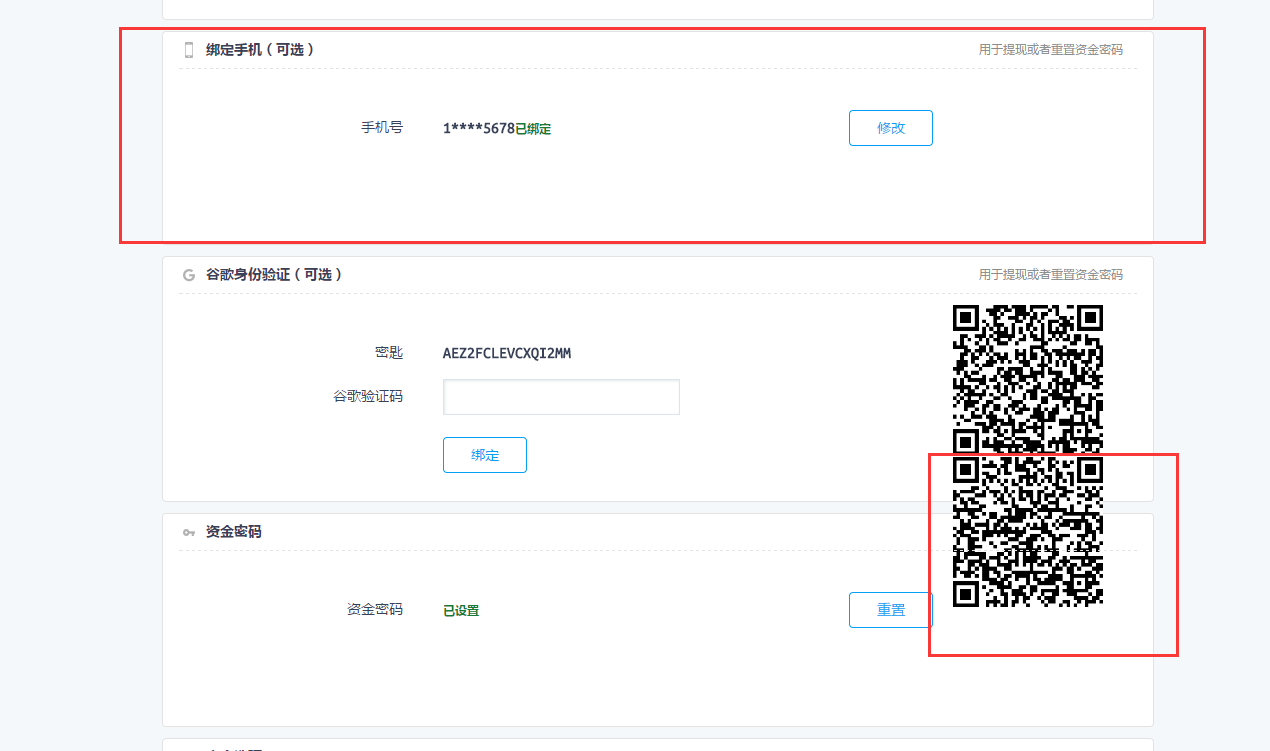 绑定手机（可选）
用于提现或者重置资金密码
手机号
1****5678已绑定
修改
谷歌身份验证（可选）
用于提现或者重置资金密码
密匙
AEZ2FCLEVCXQI2MM
谷歌验证码
绑定
资金密码
资金密码
已设置
重置